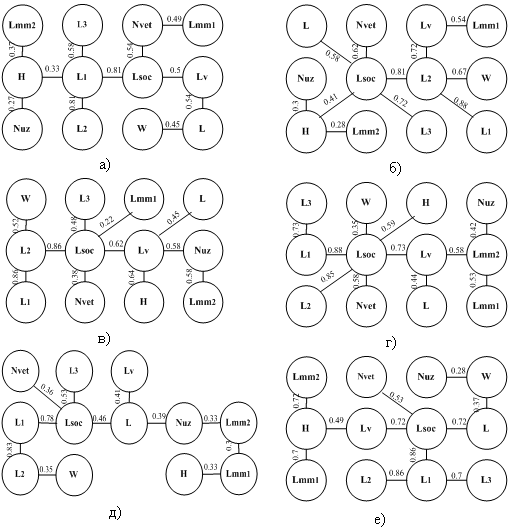 Lmm2 L3 Nvet 0.49 Lmm1
0.37 0.58 0.54
H 0.33 L1 0.81 Lsoc 0.5 Lv
0.27 0.81 0.54
Nuz L2 W 0.45 L
а)
L Nvet Lv 0.54 Lmm1
0.58 0.62 0.72
Nuz Lsoc 0.81 L2 0.67 W
0.3 0.41 0.72 0.88
H 0.28 Lmm2 L3 L1
б)
W L3 Lmm1 L
0.52 0.48 0.22 0.45
L2 0.86 Lsoc 0.62 Lv 0.58 Nuz
0.86 0.38 0.64 0.58
L1 Nvet H Lmm2
в)
L3 W H Nuz
0.73 0.35 0.59 0.42
L1 0.88 Lsoc 0.73 Lv 0.58 Lmm2
0.85 0.58 0.44 0.53
L2 Nvet L Lmm1
г)
Nvet L3 Lv
0.36 0.53 0.41
L1 0.78 Lsoc 0.46 L 0.39 Nuz 0.33 Lmm2
0.83 0.3
L2 0.35 W H 0.33 Lmm1
д)
Lmm2 Nvet Nuz 0.28 W
0.72 0.53 0.37
H 0.49 Lv 0.72 Lsoc 0.72 L
0.7 0.86
Lmm1 L2 0.86 L1 0.7 L3
е)